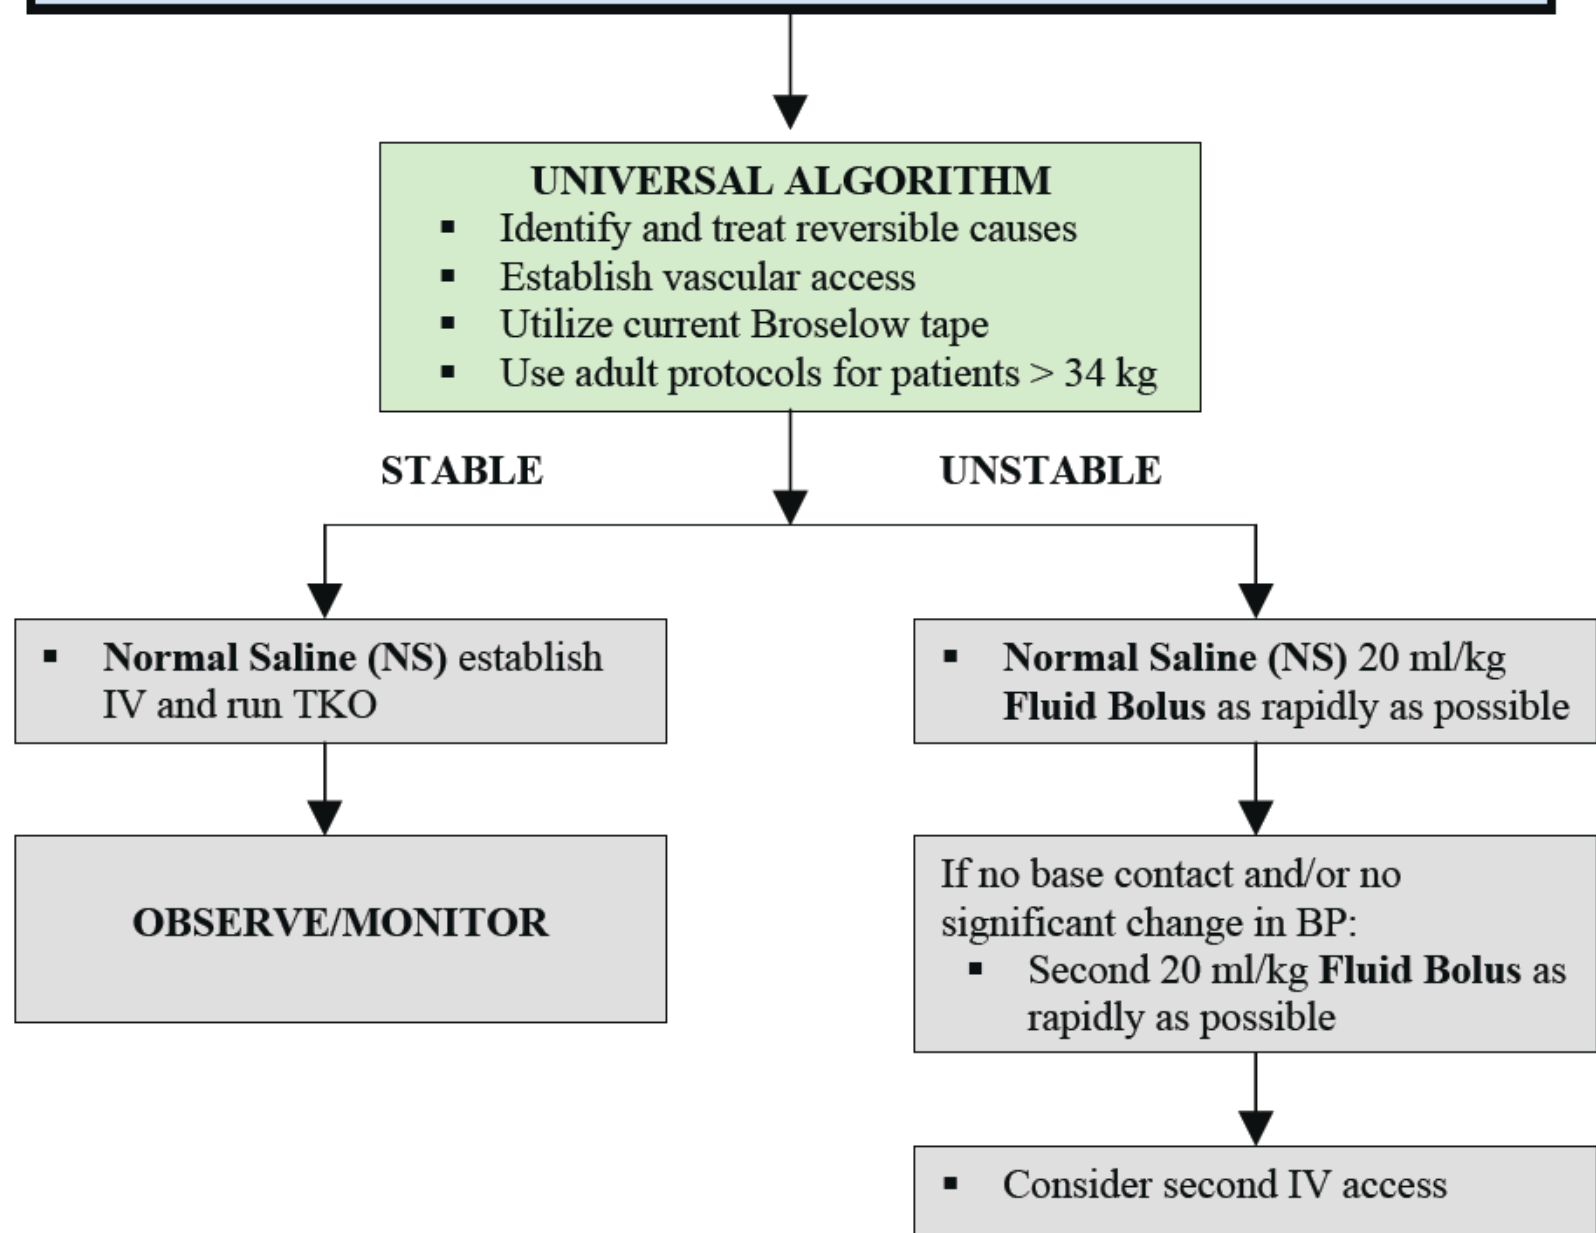 UNIVERSAL ALGORITHM
▪ Identify and treat reversible causes
▪ Establish vascular access
▪ Utilize current Broselow tape
▪ Use adult protocols for patients > 34 kg
STABLE
UNSTABLE
▪ Normal Saline (NS) establish
IV and run TKO
OBSERVE/MONITOR
▪ Normal Saline (NS) 20 ml/kg
Fluid Bolus as rapidly as possible
If no base contact and/or no
significant change in BP:
▪ Second 20 ml/kg Fluid Bolus as
rapidly as possible
▪ Consider second IV access